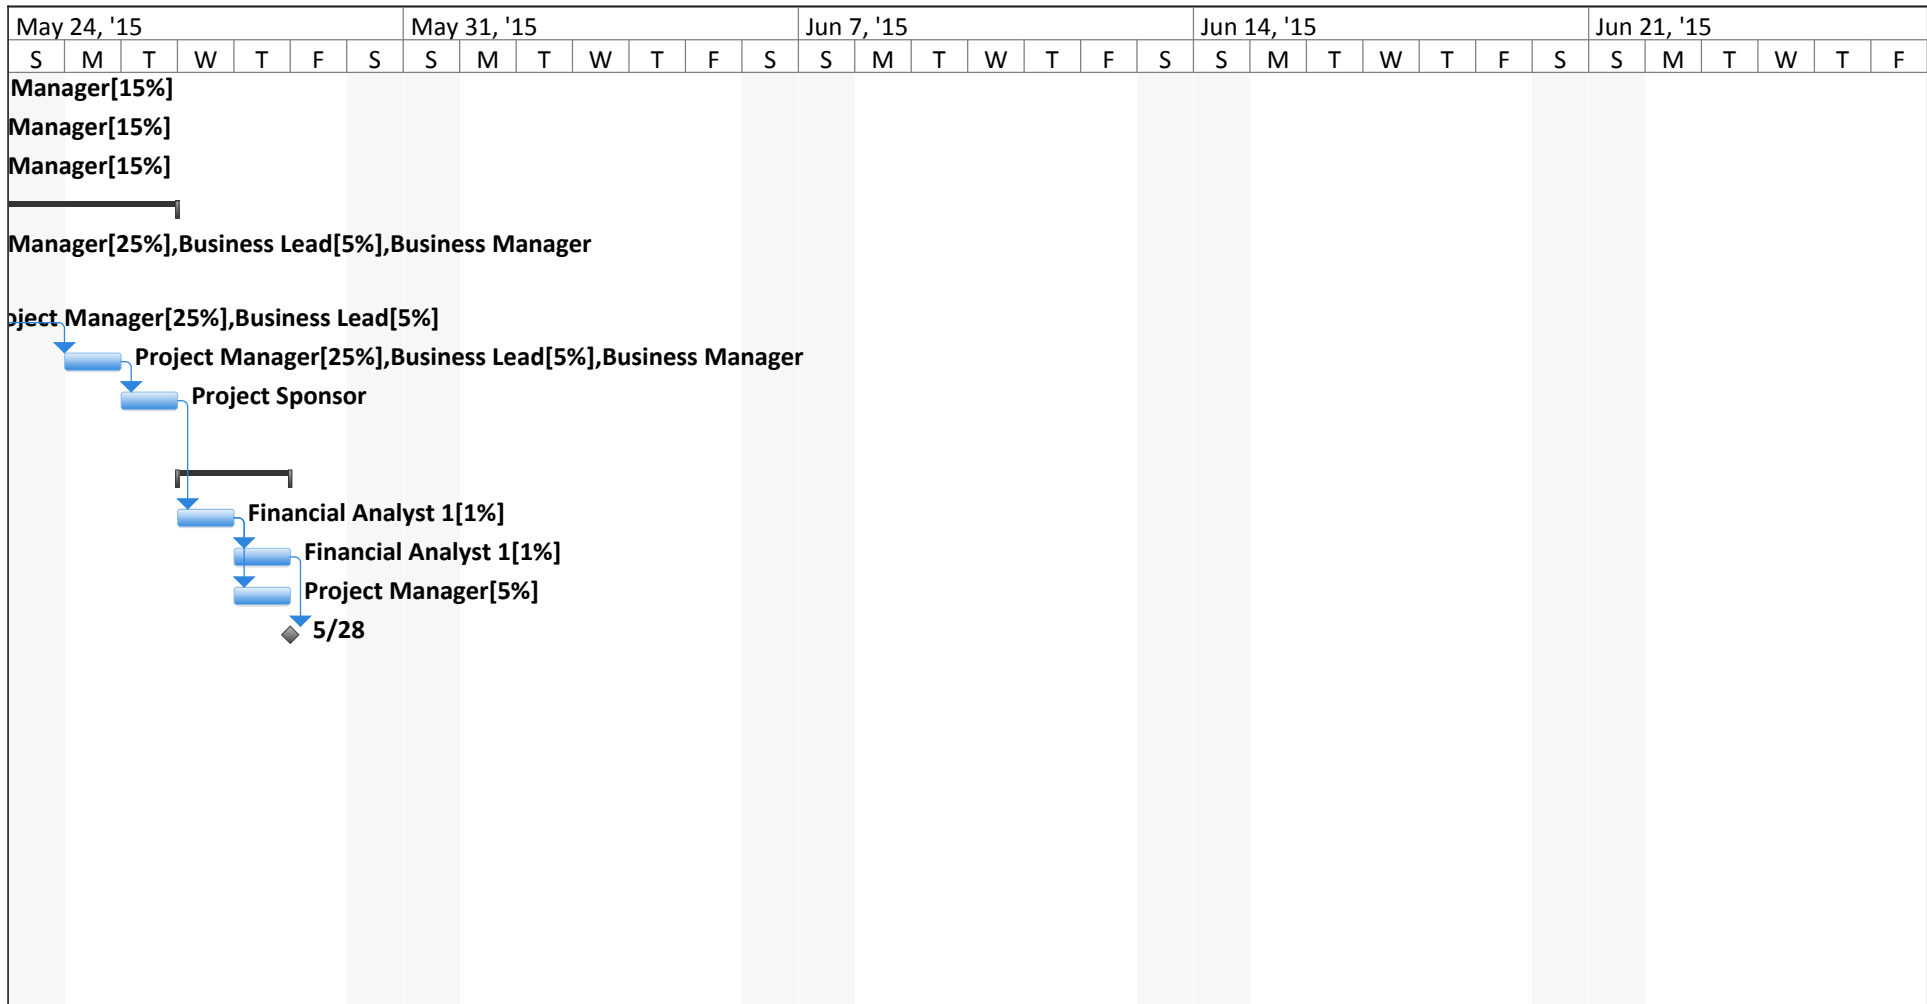 May 24, '15 May 31, '15 Jun 7, '15 Jun 14, '15 Jun 21, '15
S M T W T F S S M T W T F S S M T W T F S S M T W T F S S M T W T F
Manager[15%]
Manager[15%]
Manager[15%]
Manager[25%],Business Lead[5%],Business Manager
oject Manager[25%],Business Lead[5%]
Project Manager[25%],Business Lead[5%],Business Manager
Project Sponsor
Financial Analyst 1[1%]
Financial Analyst 1[1%]
Project Manager[5%]
5/28